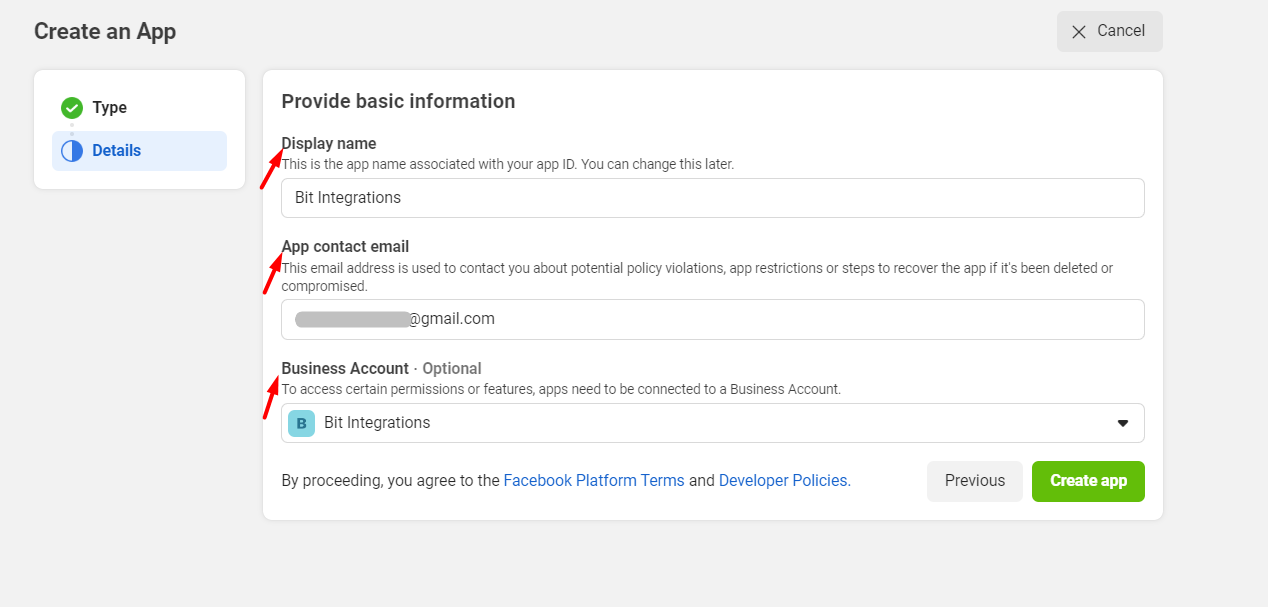 Create an App
Cancel
Type
Details
Provide basic information
Display name
This is the app name associated with your app ID. You can change this later.
Bit Integrations
App contact email
This email address is used to contact you about potential policy violations, app restrictions or steps to recover the app if it's been deleted or
compromised.
@gmail.com
Business Account · Optional
To access certain permissions or features, apps need to be connected to a Business Account.
B Bit Integrations
By proceeding, you agree to the Facebook Platform Terms and Developer Policies.
Previous
Create app